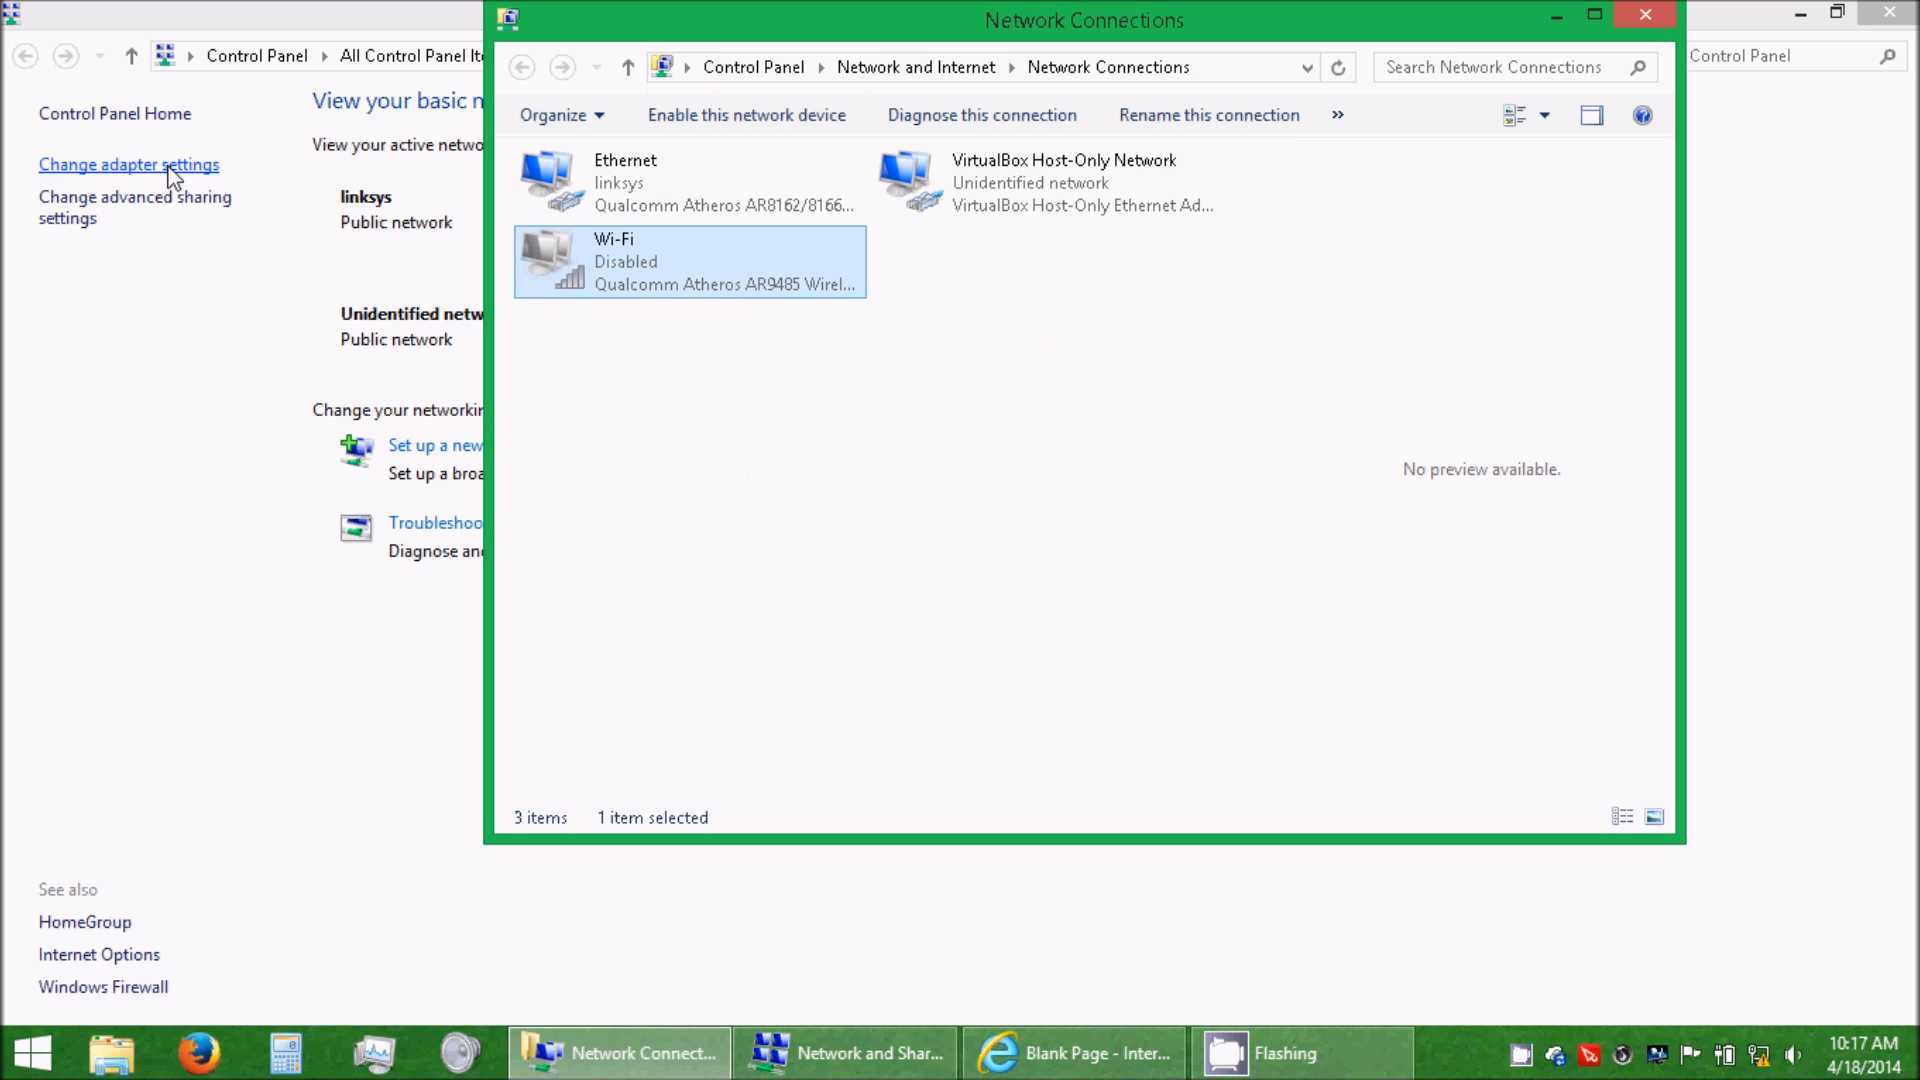 Network Connections
Control Panel
All Control Panel Ite
Control Panel
Network and Internet
Network Connections
Search Network Connections
Control Panel
Organize
Enable this network device
Diagnose this connection
Rename this connection
»
Control Panel Home
Change adapter settings
Change advanced sharing
settings
View your basic n
View your active netwo
linksys
Public network
Unidentified netw
Public network
Change your networkin
Set up a new
Set up a broa
Troubleshoo
Diagnose and
Ethernet
linksys
Qualcomm Atheros AR8162/8166...
VirtualBox Host-Only Network
Unidentified network
VirtualBox Host-Only Ethernet Ad...
Wi-Fi
Disabled
Qualcomm Atheros AR9485 Wirel...
No preview available.
3 items
1 item selected
See also
HomeGroup
Internet Options
Windows Firewall
Network Connect...
Network and Shar...
Blank Page - Inter...
Flashing
10:17 AM
4/18/2014